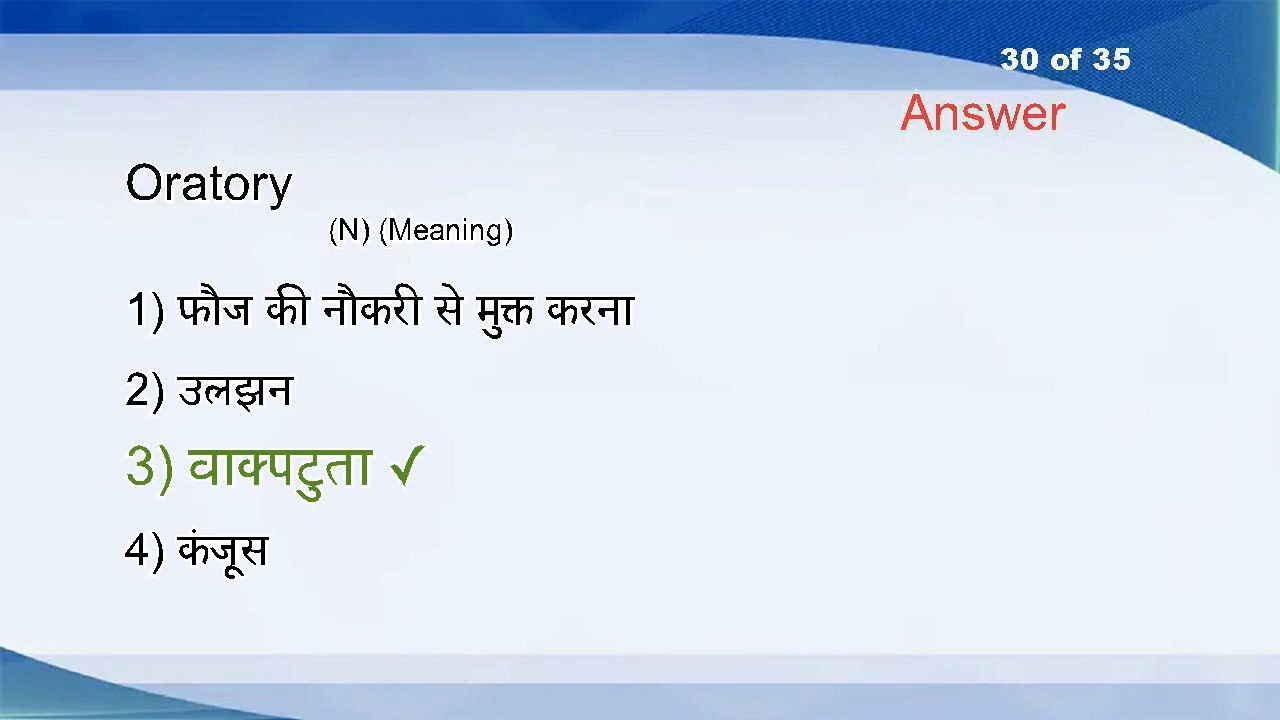 30 of 35
Answer
Oratory
(N) (Meaning)
1) फौज की नौकरी से मुक्त करना
2) उलझन
3) वाक्पटुता ✓
4) कंजूस